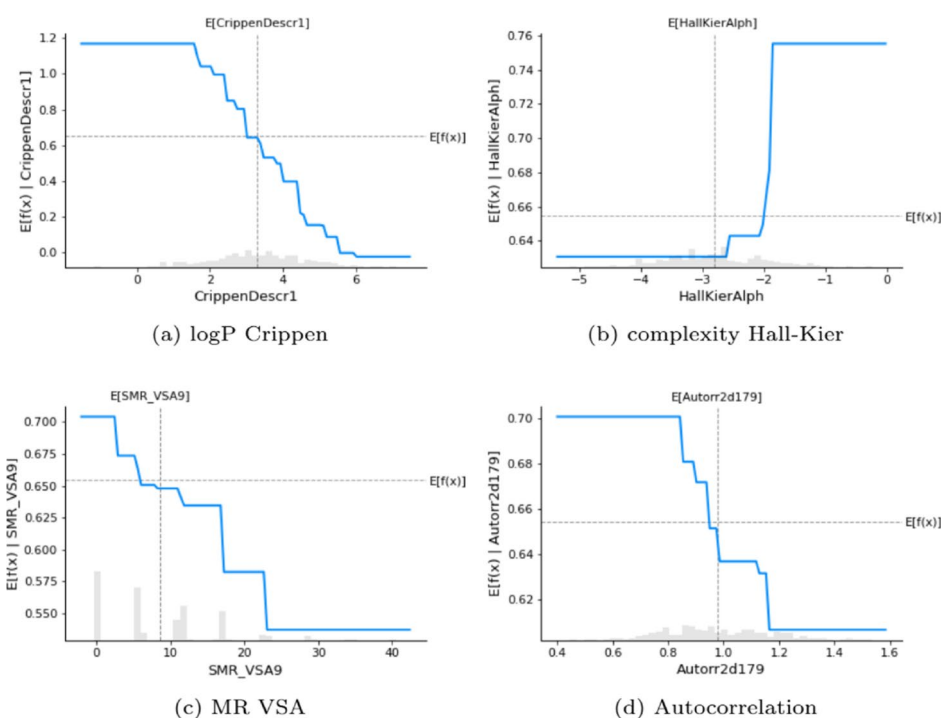 E[CrippenDescr1]
1.2
1.0
0.8
0.6
0.4
0.2
0.0
E[f(x) | CrippenDescr1]
E[f(x)]
0 2 4 6
CrippenDescr1
(a) logP Crippen
E[HallKierAlph]
0.76
0.74
0.72
0.70
0.68
0.66
0.64
E[f(x) | HallKierAlph]
E[f(x)]
−5 −4 −3 −2 −1 0
HallKierAlph
(b) complexity Hall-Kier
E[SMR_VSA9]
0.700
0.675
0.650
0.625
0.600
0.575
0.550
E[f(x) | SMR_VSA9]
E[f(x)]
0 10 20 30 40
SMR_VSA9
(c) MR VSA
E[Autorr2d179]
0.70
0.68
0.66
0.64
0.62
E[f(x) | Autorr2d179]
E[f(x)]
0.4 0.6 0.8 1.0 1.2 1.4 1.6
Autorr2d179
(d) Autocorrelation